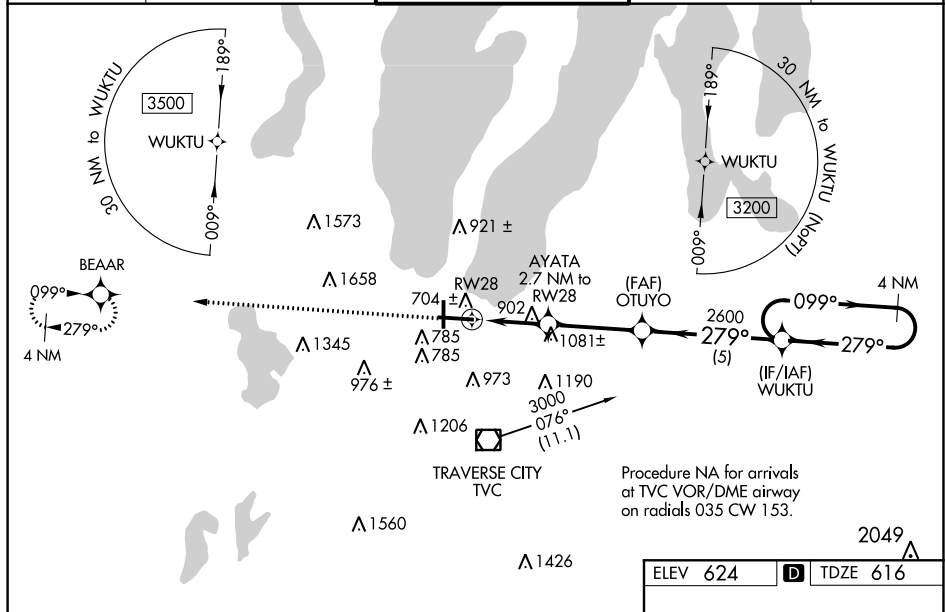 30 NM to WUKTU
189°
3500
WUKTU
009°
189°
30 NM to WUKTU (NoPT)
WUKTU
3200
009°
1573
921 ±
BEAAR
099°
279°
4 NM
1658
704 ±
RW28
902
AYATA
2.7 NM to
RW28
(FAF)
OTUYO
2600
279°
(5)
099°
4 NM
279°
(IF/IAF)
WUKTU
1345
785
785
1081±
976 ±
973
1190
3000
076°
(11.1)
1206
TRAVERSE CITY
TVC
Procedure NA for arrivals
at TVC VOR/DME airway
on radials 035 CW 153.
1560
1426
2049
ELEV 624 D TDZE 616